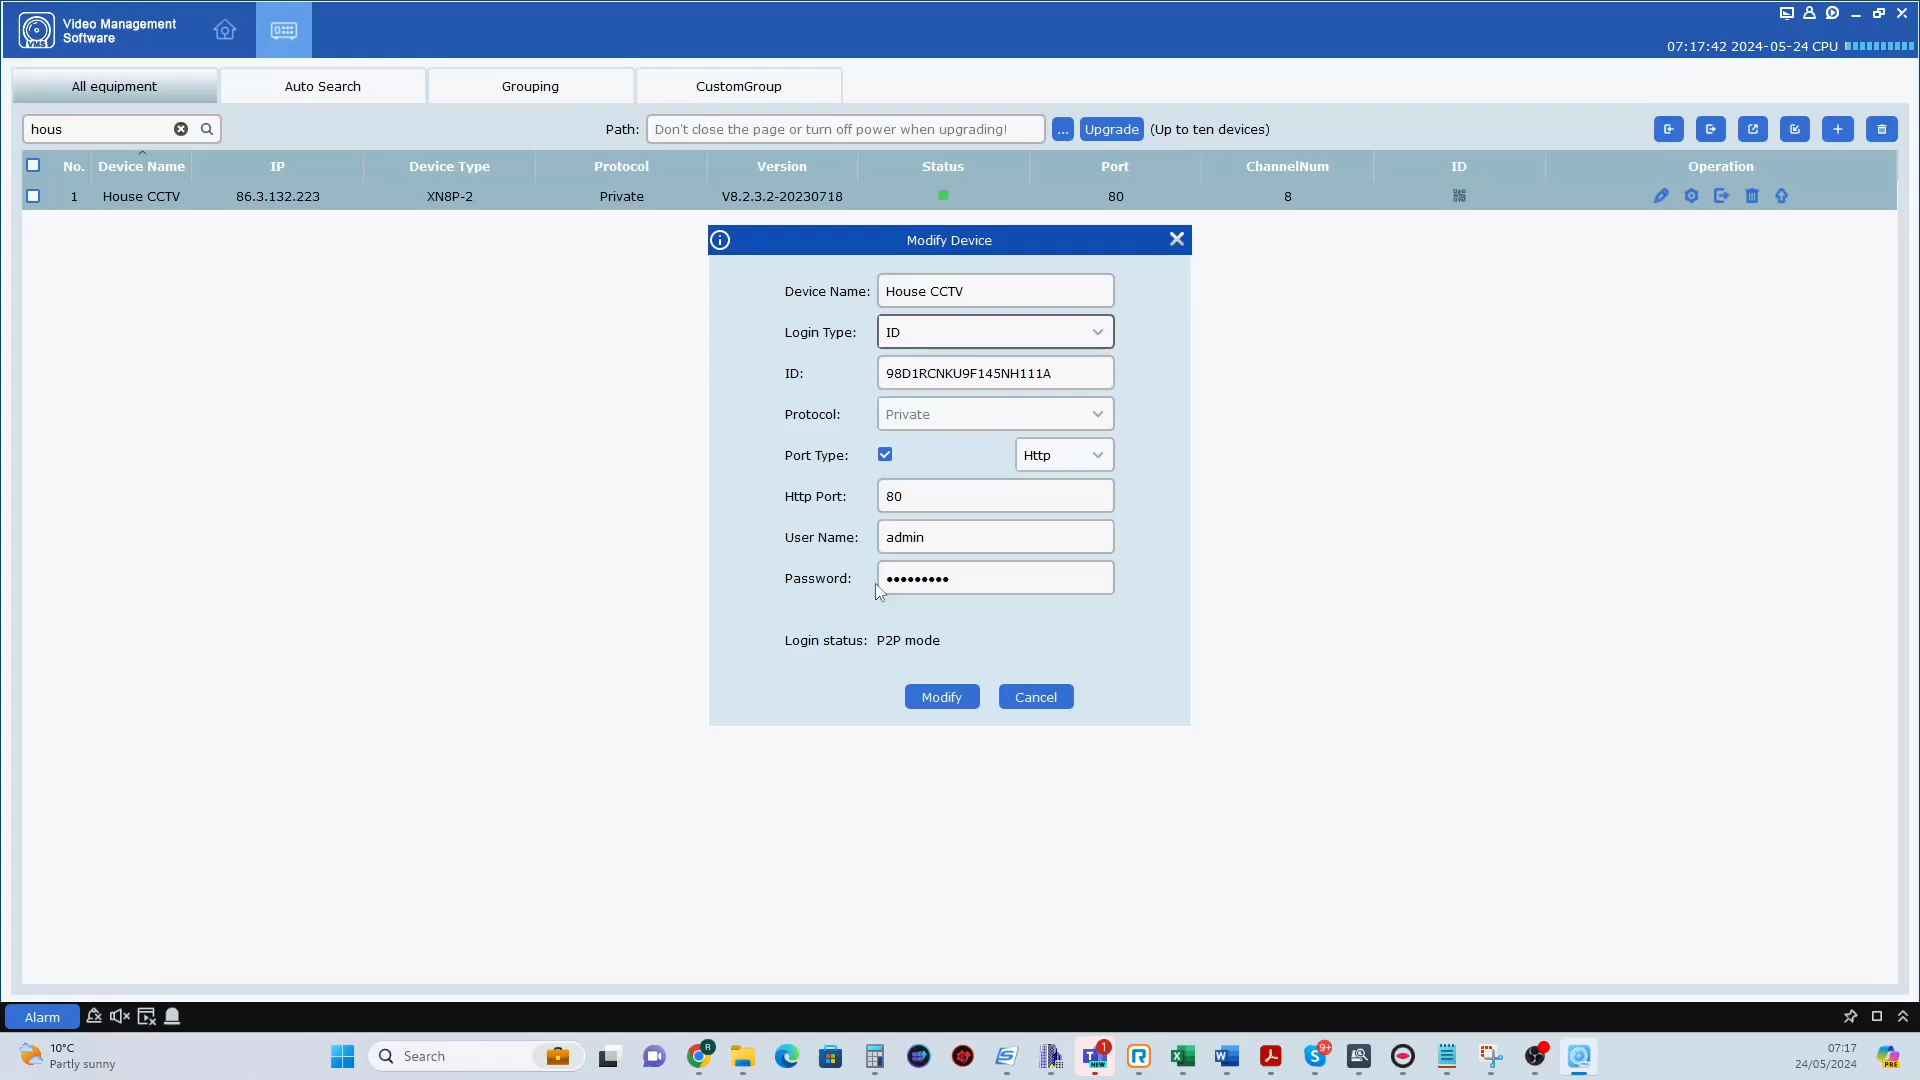 Video Management
Software
VMS
07:17:42 2024-05-24 CPU
All equipment
Auto Search
Grouping
CustomGroup
hous
Path:
Don't close the page or turn off power when upgrading!
...
Upgrade
(Up to ten devices)
No. Device Name IP Device Type Protocol Version Status Port ChannelNum ID Operation
1 House CCTV 86.3.132.223 XN8P-2 Private V8.2.3.2-20230718 80 8
Modify Device
Device Name: House CCTV
Login Type: ID
ID: 98D1RCNKU9F145NH111A
Protocol: Private
Port Type: Http
Http Port: 80
User Name: admin
Password: •••••••••
Login status: P2P mode
Modify
Cancel
Alarm
10°C
Partly sunny
Search
R
1
NEW
9+
07:17
24/05/2024
PRE